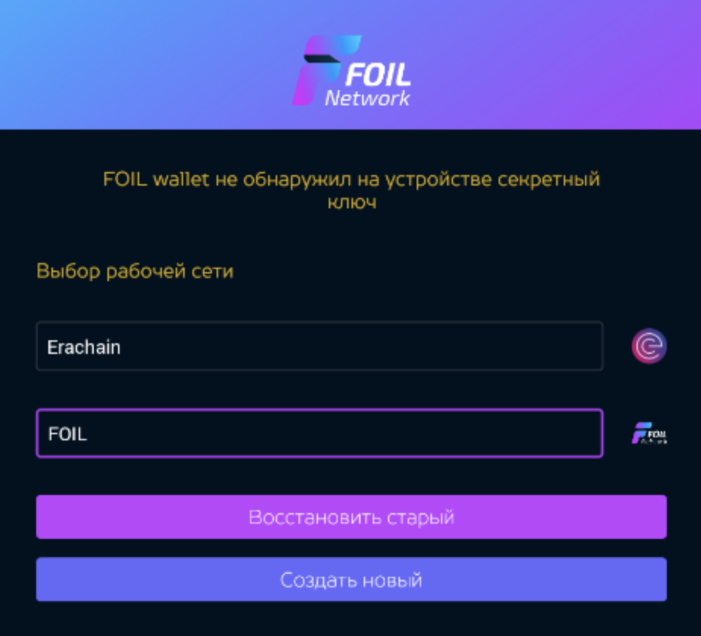 FOIL
Network
FOIL wallet не обнаружил на устройстве секретный
ключ
Выбор рабочей сети
Erachain
FOIL
FOIL
Восстановить старый
Создать новый